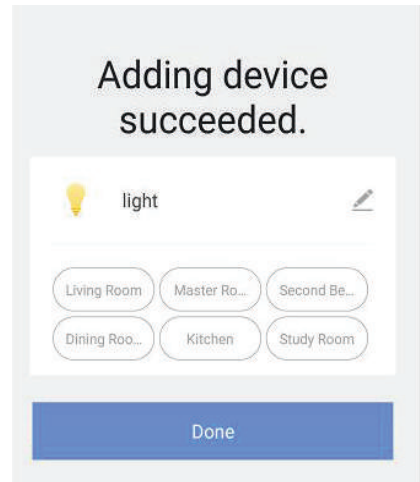 Adding device
succeeded.
light
Living Room Master Ro... Second Be...
Dining Roo... Kitchen Study Room
Done